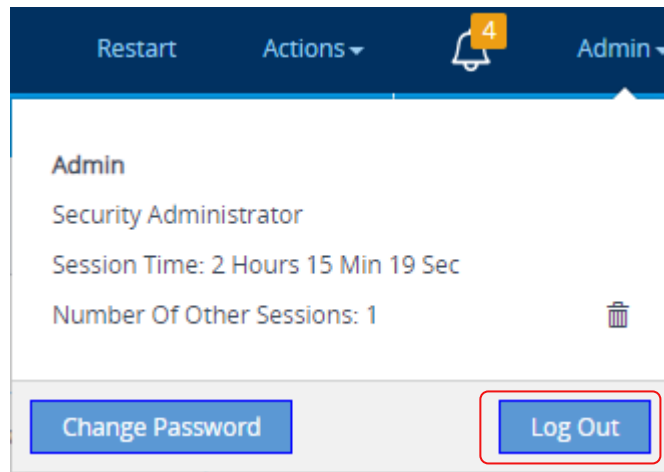 Restart Actions 4 Admin
Admin
Security Administrator
Session Time: 2 Hours 15 Min 19 Sec
Number Of Other Sessions: 1
Change Password Log Out